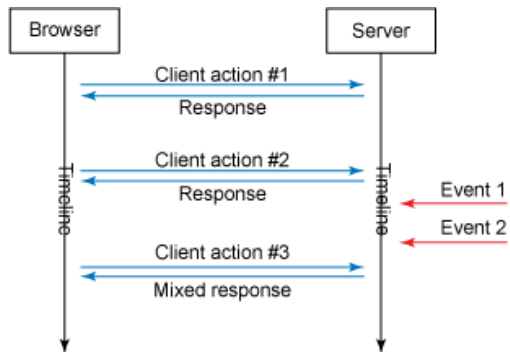 Browser
Server
Client action #1
Response
Client action #2
Response
Timeline
Timeline
Event 1
Event 2
Client action #3
Mixed response